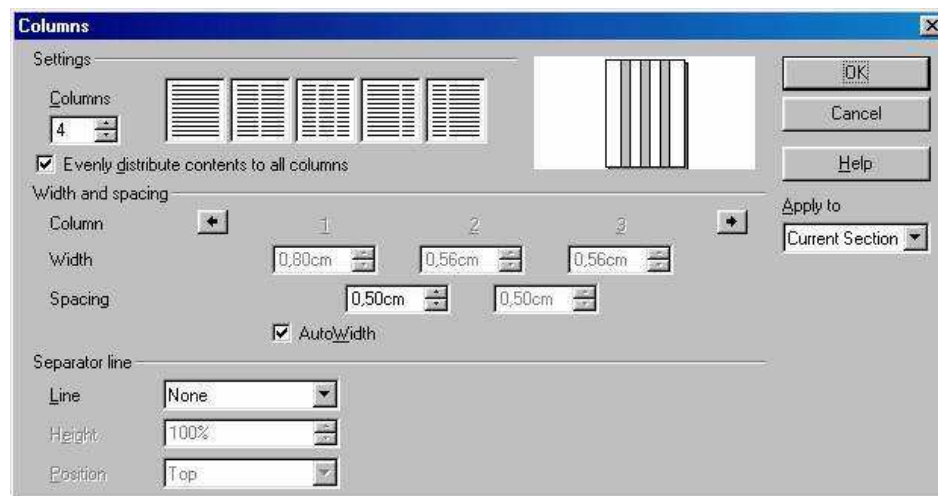 Columns
Settings
OK
Columns
Cancel
4
Evenly distribute contents to all columns
Help
Width and spacing
Apply to
Column 1 2 3
Current Section
Width 0,80cm 0,56cm 0,56cm
Spacing 0,50cm 0,50cm
AutoWidth
Separator line
Line None
Height 100%
Position Top